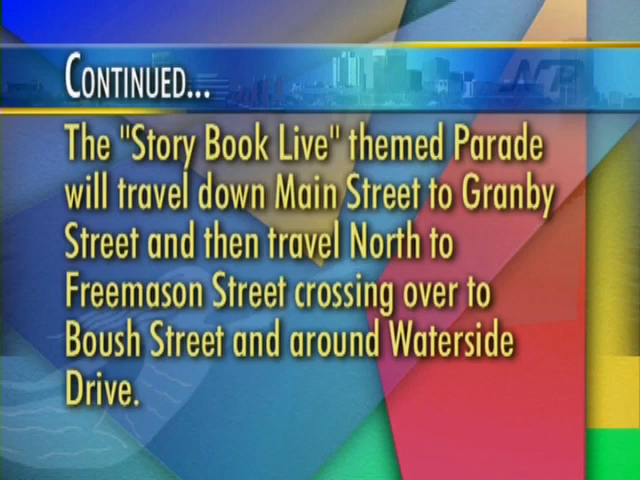 CONTINUED...
The "Story Book Live" themed Parade
will travel down Main Street to Granby
Street and then travel North to
Freemason Street crossing over to
Boush Street and around Waterside
Drive.